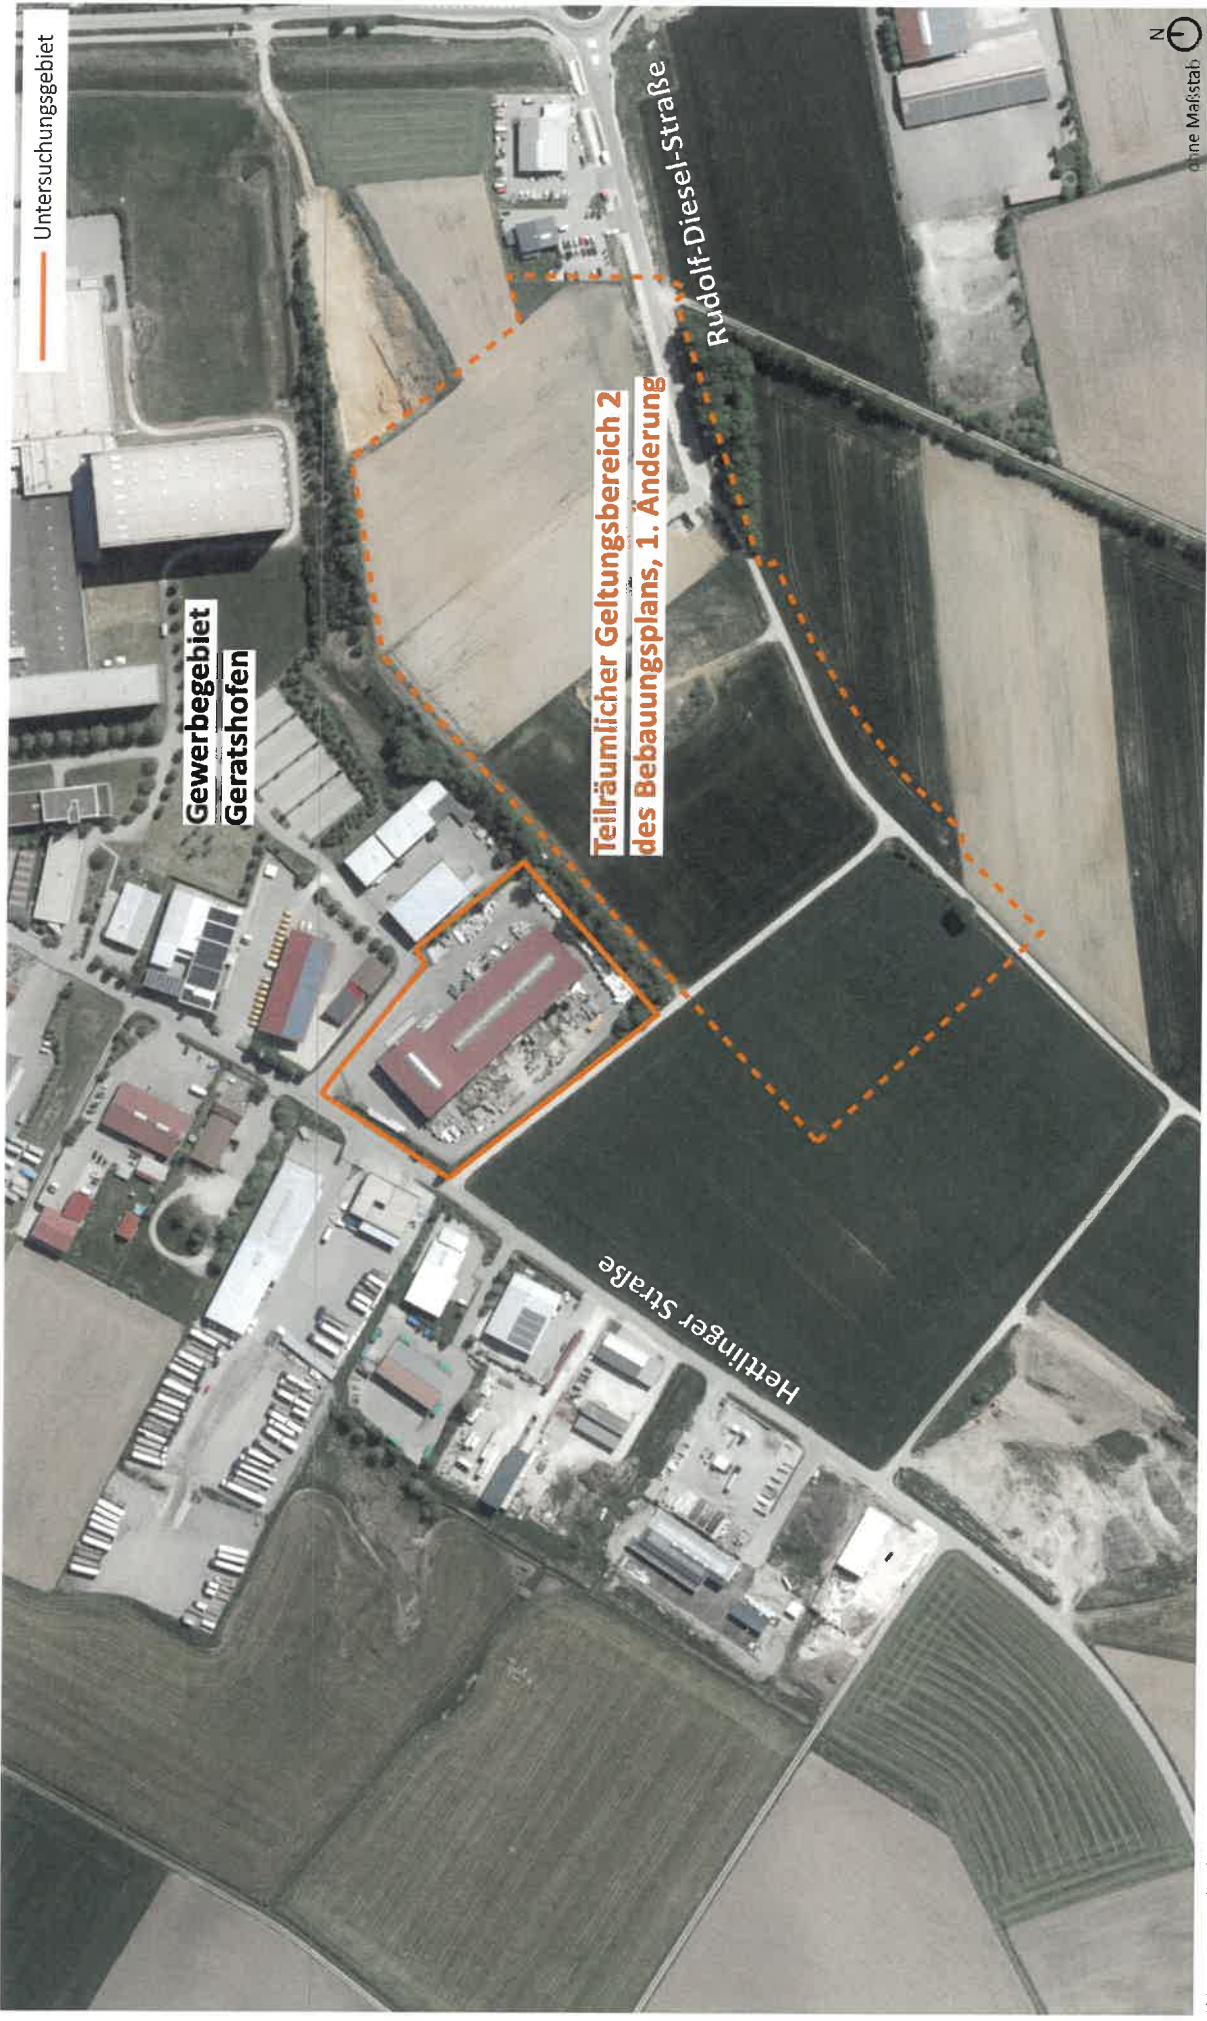 Untersuchungsgebiet
Gewerbegebiet
Geratshofen
Teilräumlicher Geltungsbereich 2
des Bebauungsplans, 1. Änderung
Rudolf-Diesel-Straße
Hettlinger Straße
N
ohne Maßstab